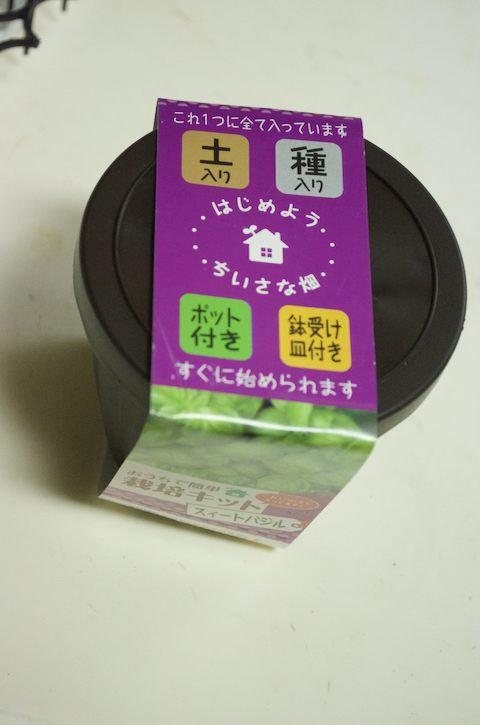 これ1つに全て入っています
土
入り
種
入り
はじめよう
ちいさな畑
ポット
付き
鉢受け
皿付き
すぐに始められます
おうちで簡単
栽培キット
スィートバジル